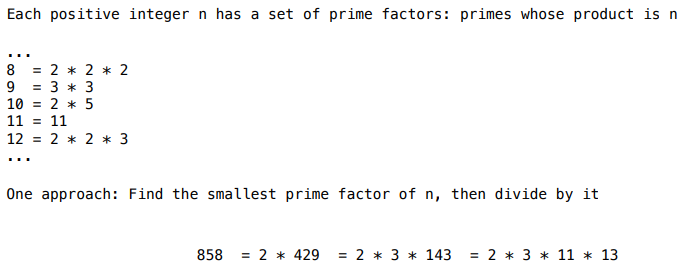 Each positive integer n has a set of prime factors: primes whose product is n
...
8  = 2 * 2 * 2
9  = 3 * 3
10 = 2 * 5
11 = 11
12 = 2 * 2 * 3
...
One approach: Find the smallest prime factor of n, then divide by it
858  = 2 * 429  = 2 * 3 * 143  = 2 * 3 * 11 * 13